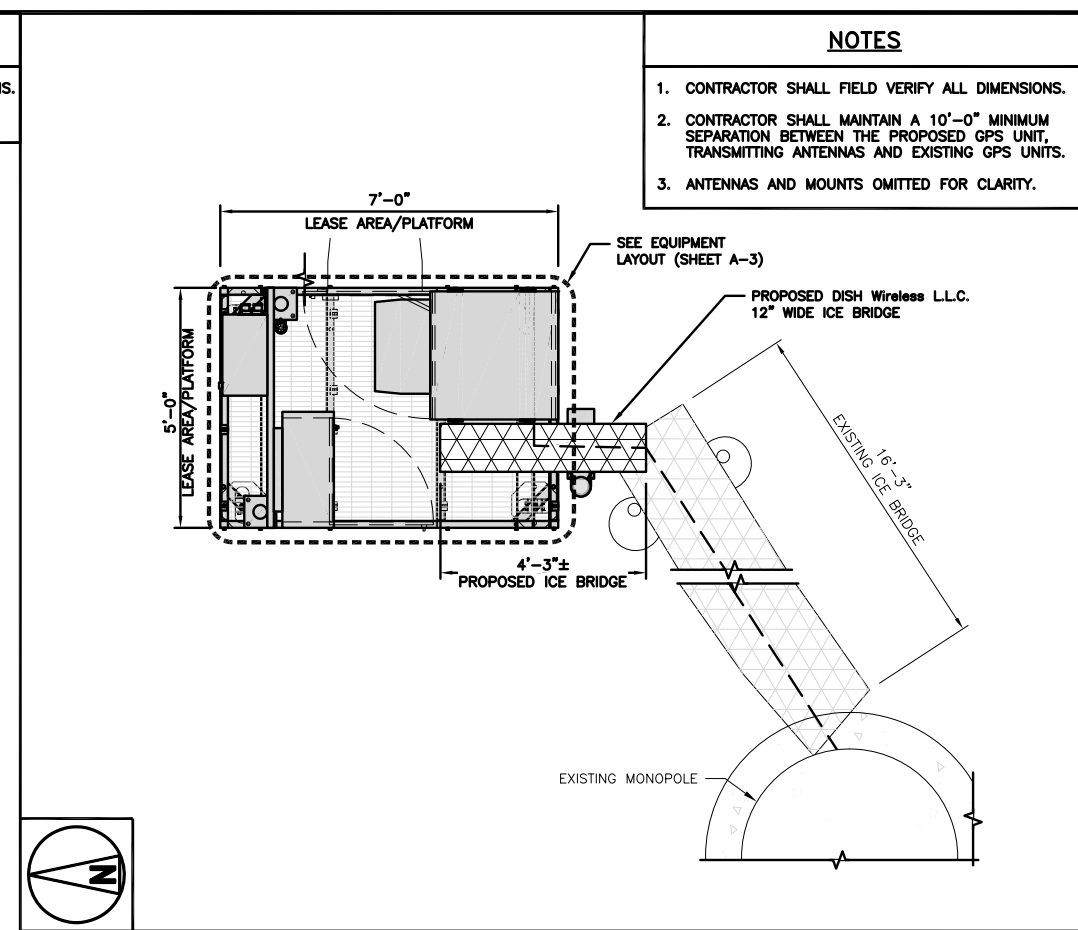 NOTES
IS.
1. CONTRACTOR SHALL FIELD VERIFY ALL DIMENSIONS.
2. CONTRACTOR SHALL MAINTAIN A 10'-0" MINIMUM
SEPARATION BETWEEN THE PROPOSED GPS UNIT,
TRANSMITTING ANTENNAS AND EXISTING GPS UNITS.
3. ANTENNAS AND MOUNTS OMITTED FOR CLARITY.
7'-0"
LEASE AREA/PLATFORM
SEE EQUIPMENT
LAYOUT (SHEET A-3)
PROPOSED DISH Wireless L.L.C.
12" WIDE ICE BRIDGE
5'-0"
LEASE AREA/PLATFORM
16'-3"
EXISTING ICE BRIDGE
4'-3"±
PROPOSED ICE BRIDGE
EXISTING MONOPOLE
N